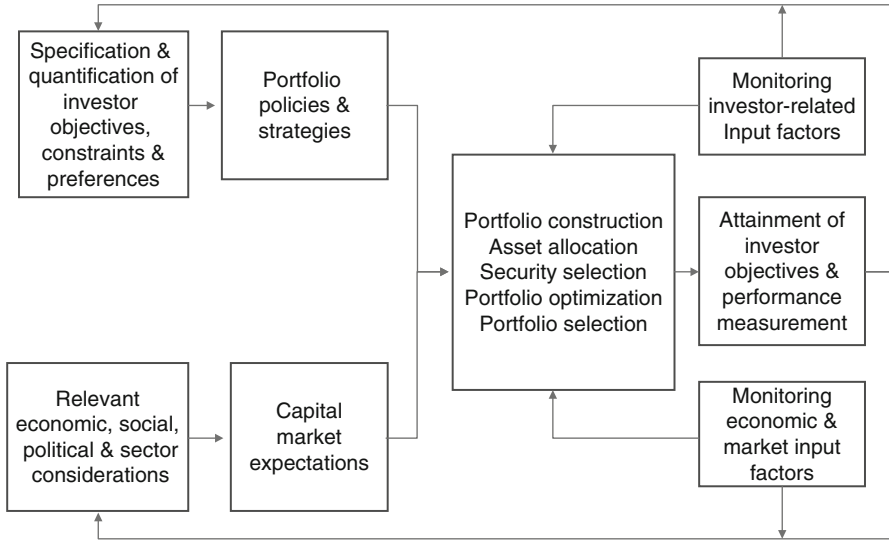 Specification &
quantification of
investor
objectives,
constraints &
preferences
Portfolio
policies &
strategies
Monitoring
investor-related
Input factors
Portfolio construction
Asset allocation
Security selection
Portfolio optimization
Portfolio selection
Attainment of
investor
objectives &
performance
measurement
Relevant
economic, social,
political & sector
considerations
Capital
market
expectations
Monitoring
economic &
market input
factors